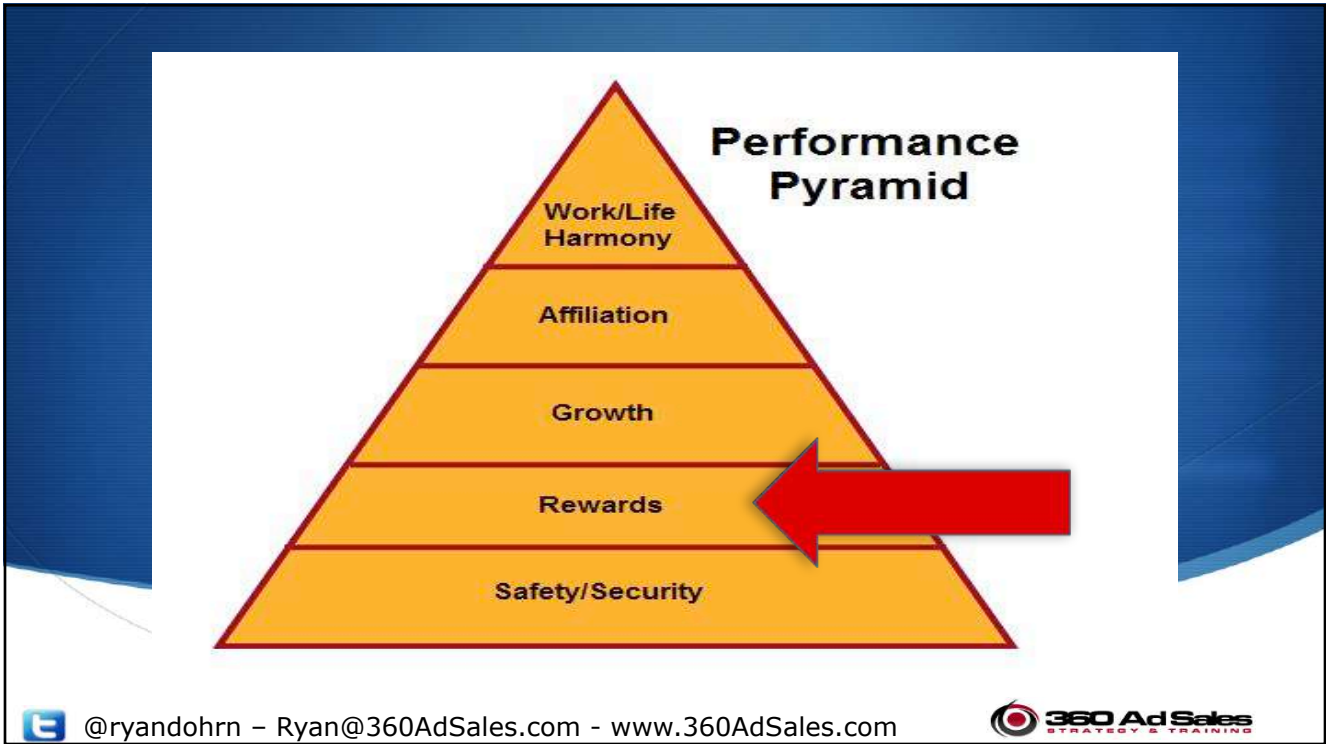 Performance
Pyramid
Work/Life
Harmony
Affiliation
Growth
Rewards
Safety/Security
@ryandohrn – Ryan@360AdSales.com - www.360AdSales.com
360 Ad Sales
STRATEGY & TRAINING